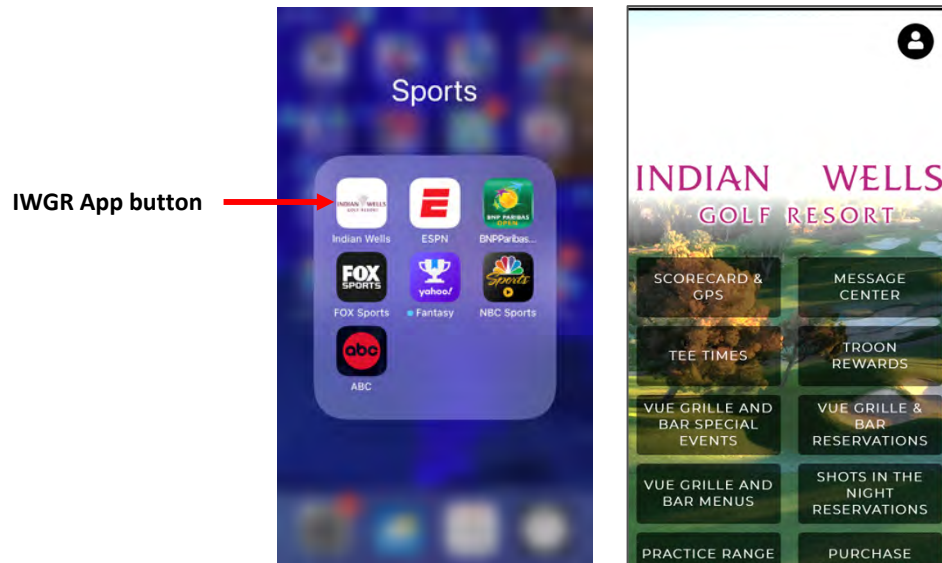 IWGR App button
Sports
INDIAN WELLS
GOLF RESORT
Indian Wells
ESPN
BNP PARIBAS
OPEN
BNPParibas...
FOX
SPORTS
FOX Sports
yahoo!
Fantasy
Sports
NBC Sports
abc
ABC
INDIAN WELLS
GOLF RESORT
SCORECARD &
GPS
MESSAGE
CENTER
TEE TIMES
TROON
REWARDS
VUE GRILLE AND
BAR SPECIAL
EVENTS
VUE GRILLE &
BAR
RESERVATIONS
VUE GRILLE AND
BAR MENUS
SHOTS IN THE
NIGHT
RESERVATIONS
PRACTICE RANGE
PURCHASE